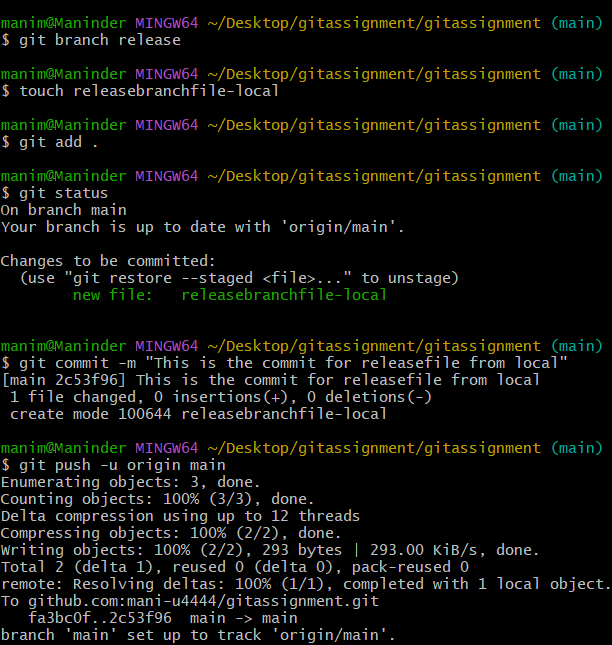 manim@Maninder MINGW64 ~/Desktop/gitassignment/gitassignment (main)
$ git branch release
manim@Maninder MINGW64 ~/Desktop/gitassignment/gitassignment (main)
$ touch releasebranchfile-local
manim@Maninder MINGW64 ~/Desktop/gitassignment/gitassignment (main)
$ git add .
manim@Maninder MINGW64 ~/Desktop/gitassignment/gitassignment (main)
$ git status
On branch main
Your branch is up to date with 'origin/main'.
Changes to be committed:
  (use "git restore --staged <file>..." to unstage)
        new file:   releasebranchfile-local
manim@Maninder MINGW64 ~/Desktop/gitassignment/gitassignment (main)
$ git commit -m "This is the commit for releasefile from local"
[main 2c53f96] This is the commit for releasefile from local
 1 file changed, 0 insertions(+), 0 deletions(-)
 create mode 100644 releasebranchfile-local
manim@Maninder MINGW64 ~/Desktop/gitassignment/gitassignment (main)
$ git push -u origin main
Enumerating objects: 3, done.
Counting objects: 100% (3/3), done.
Delta compression using up to 12 threads
Compressing objects: 100% (2/2), done.
Writing objects: 100% (2/2), 293 bytes | 293.00 KiB/s, done.
Total 2 (delta 1), reused 0 (delta 0), pack-reused 0
remote: Resolving deltas: 100% (1/1), completed with 1 local object.
To github.com:mani-u4444/gitassignment.git
   fa3bc0f..2c53f96  main -> main
branch 'main' set up to track 'origin/main'.